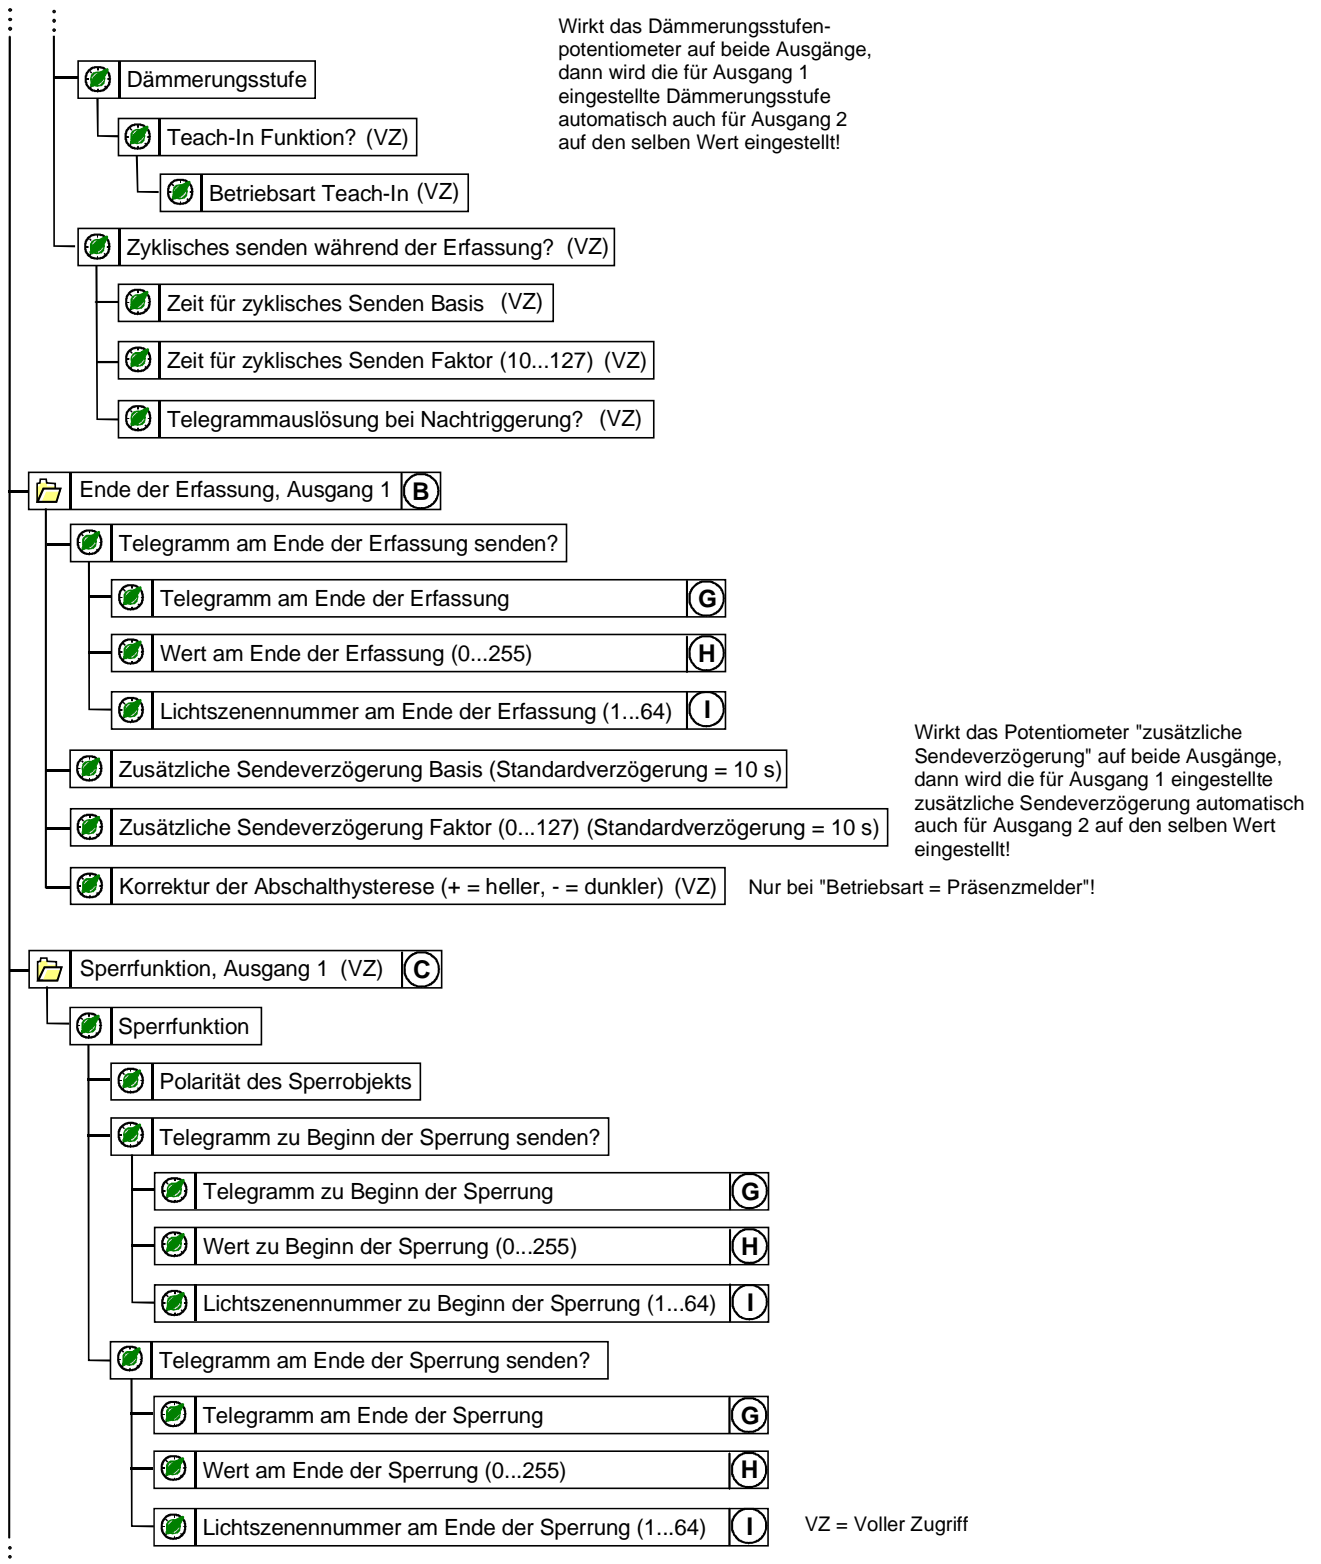 Wirkt das Dämmerungsstufen-
potentiometer auf beide Ausgänge,
dann wird die für Ausgang 1
eingestellte Dämmerungsstufe
automatisch auch für Ausgang 2
auf den selben Wert eingestellt!
Dämmerungsstufe
Teach-In Funktion? (VZ)
Betriebsart Teach-In (VZ)
Zyklisches senden während der Erfassung? (VZ)
Zeit für zyklisches Senden Basis (VZ)
Zeit für zyklisches Senden Faktor (10...127) (VZ)
Telegrammauslösung bei Nachtriggerung? (VZ)
Ende der Erfassung, Ausgang 1 B
Telegramm am Ende der Erfassung senden?
Telegramm am Ende der Erfassung G
Wert am Ende der Erfassung (0...255) H
Lichtszenennummer am Ende der Erfassung (1...64) I
Zusätzliche Sendeverzögerung Basis (Standardverzögerung = 10 s)
Zusätzliche Sendeverzögerung Faktor (0...127) (Standardverzögerung = 10 s)
Wirkt das Potentiometer "zusätzliche
Sendeverzögerung" auf beide Ausgänge,
dann wird die für Ausgang 1 eingestellte
zusätzliche Sendeverzögerung automatisch
auch für Ausgang 2 auf den selben Wert
eingestellt!
Korrektur der Abschalthysterese (+ = heller, - = dunkler) (VZ)
Nur bei "Betriebsart = Präsenzmelder"!
Sperrfunktion, Ausgang 1 (VZ) C
Sperrfunktion
Polarität des Sperrobjekts
Telegramm zu Beginn der Sperrung senden?
Telegramm zu Beginn der Sperrung G
Wert zu Beginn der Sperrung (0...255) H
Lichtszenennummer zu Beginn der Sperrung (1...64) I
Telegramm am Ende der Sperrung senden?
Telegramm am Ende der Sperrung G
Wert am Ende der Sperrung (0...255) H
Lichtszenennummer am Ende der Sperrung (1...64) I
VZ = Voller Zugriff